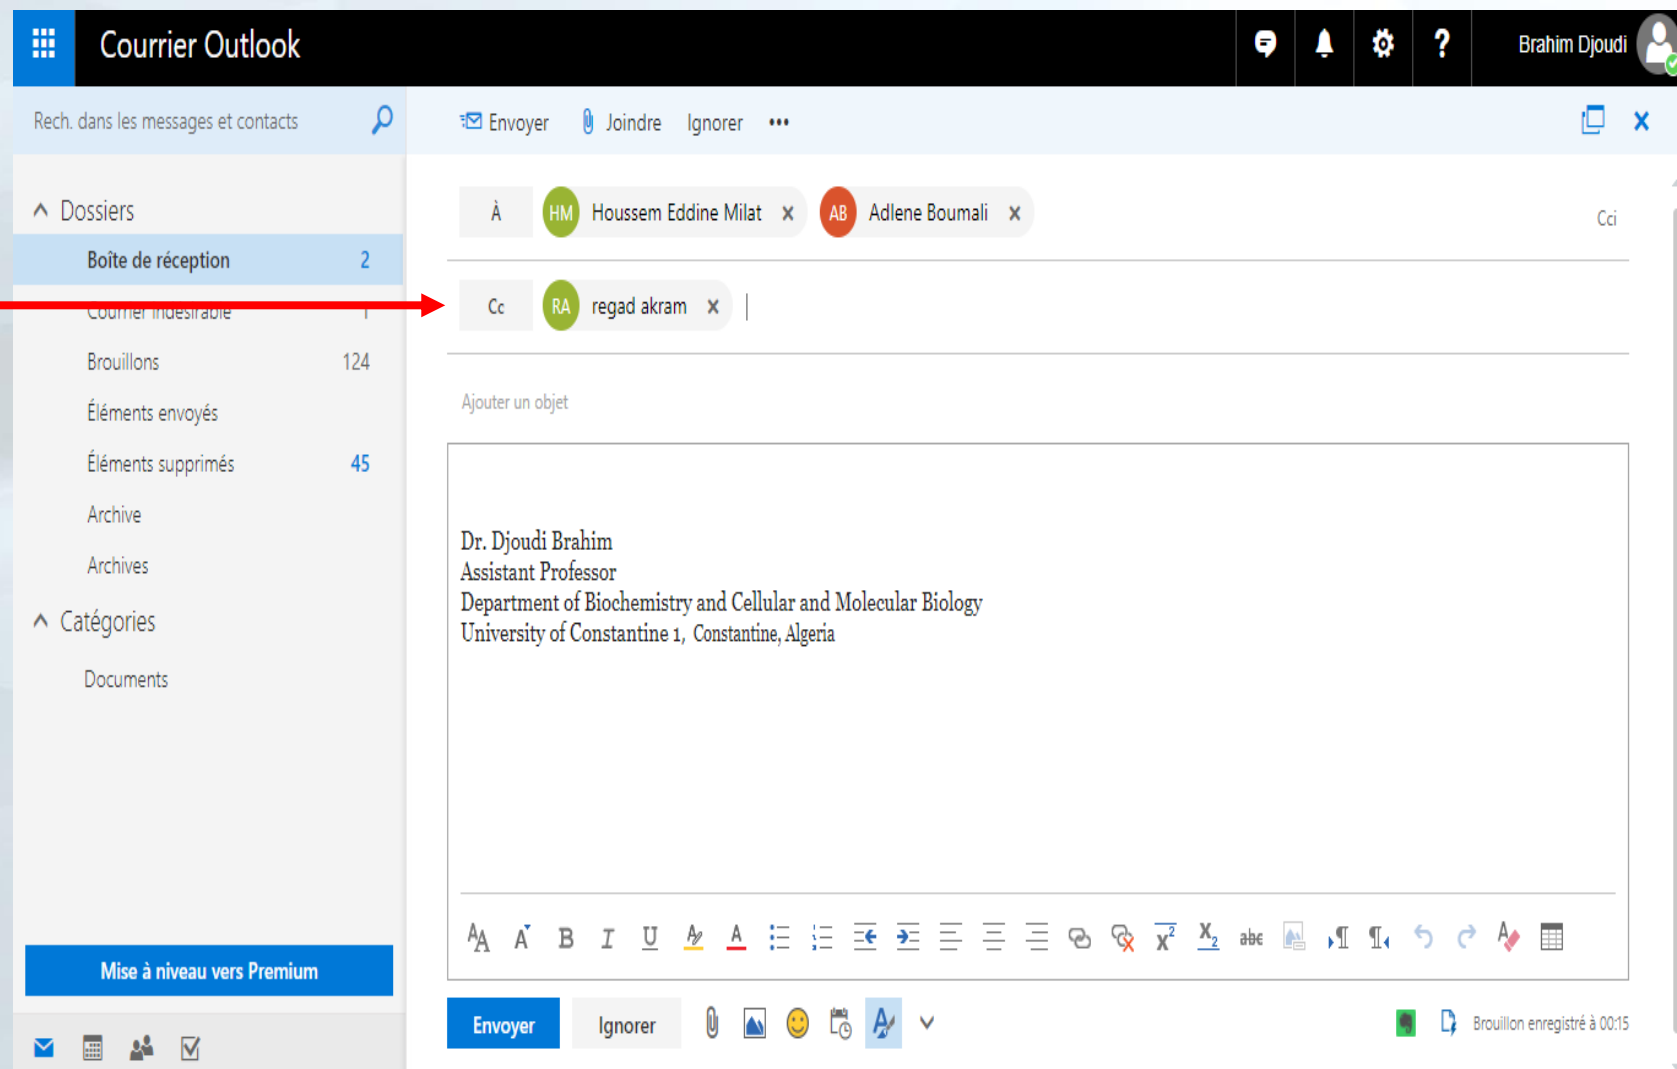 Courrier Outlook
Brahim Djoudi
Rech. dans les messages et contacts
Envoyer Joindre Ignorer
Dossiers
Boîte de réception 2
Courrier indésirable 1
Brouillons 124
Éléments envoyés
Éléments supprimés 45
Archive
Archives
Catégories
Documents
Mise à niveau vers Premium
À HM Houssem Eddine Milat AB Adlene Boumali Cci
Cc RA regad akram
Ajouter un objet
Dr. Djoudi Brahim
Assistant Professor
Department of Biochemistry and Cellular and Molecular Biology
University of Constantine 1, Constantine, Algeria
Envoyer Ignorer Brouillon enregistré à 00:15